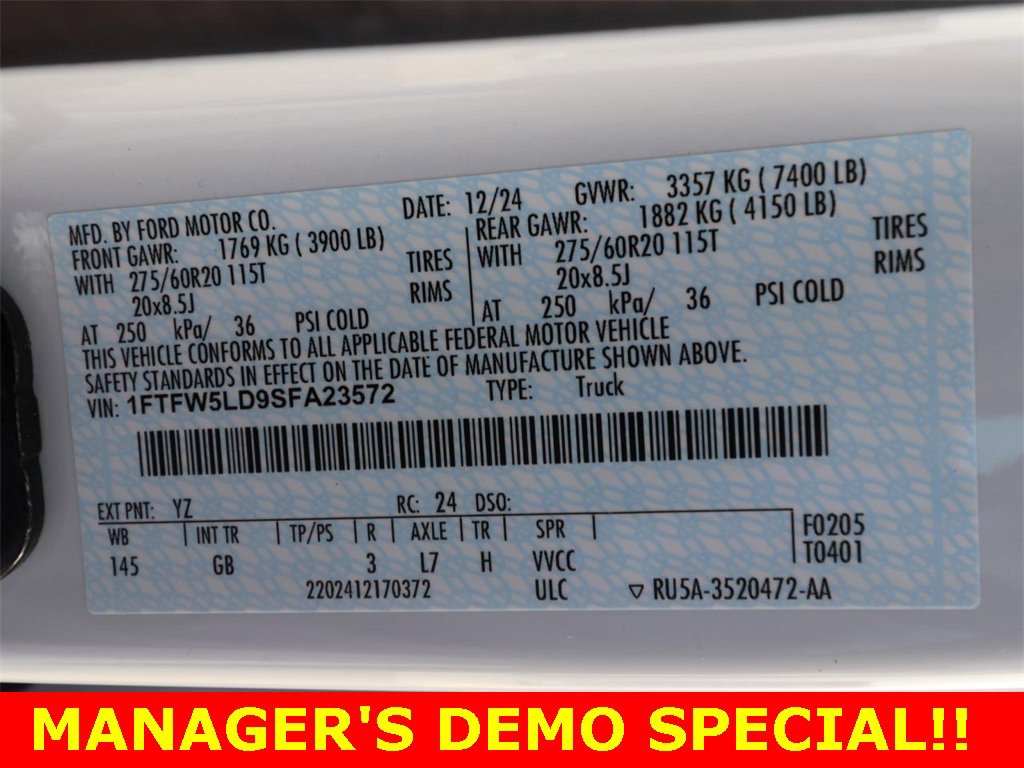 MFD. BY FORD MOTOR CO. DATE: 12/24 GVWR: 3357 KG ( 7400 LB)
FRONT GAWR: 1769 KG ( 3900 LB) REAR GAWR: 1882 KG ( 4150 LB)
WITH 275/60R20 115T TIRES WITH 275/60R20 115T TIRES
20x8.5J RIMS 20x8.5J RIMS
AT 250 kPa/ 36 PSI COLD AT 250 kPa/ 36 PSI COLD
THIS VEHICLE CONFORMS TO ALL APPLICABLE FEDERAL MOTOR VEHICLE
SAFETY STANDARDS IN EFFECT ON THE DATE OF MANUFACTURE SHOWN ABOVE.
VIN: 1FTFW5LD9SFA23572 TYPE: Truck
EXT PNT: YZ RC: 24 DSO:
WB INT TR TP/PS R AXLE TR SPR F0205
145 GB 3 L7 H VVCC T0401
2202412170372 ULC ▽ RU5A-3520472-AA
MANAGER'S DEMO SPECIAL!!